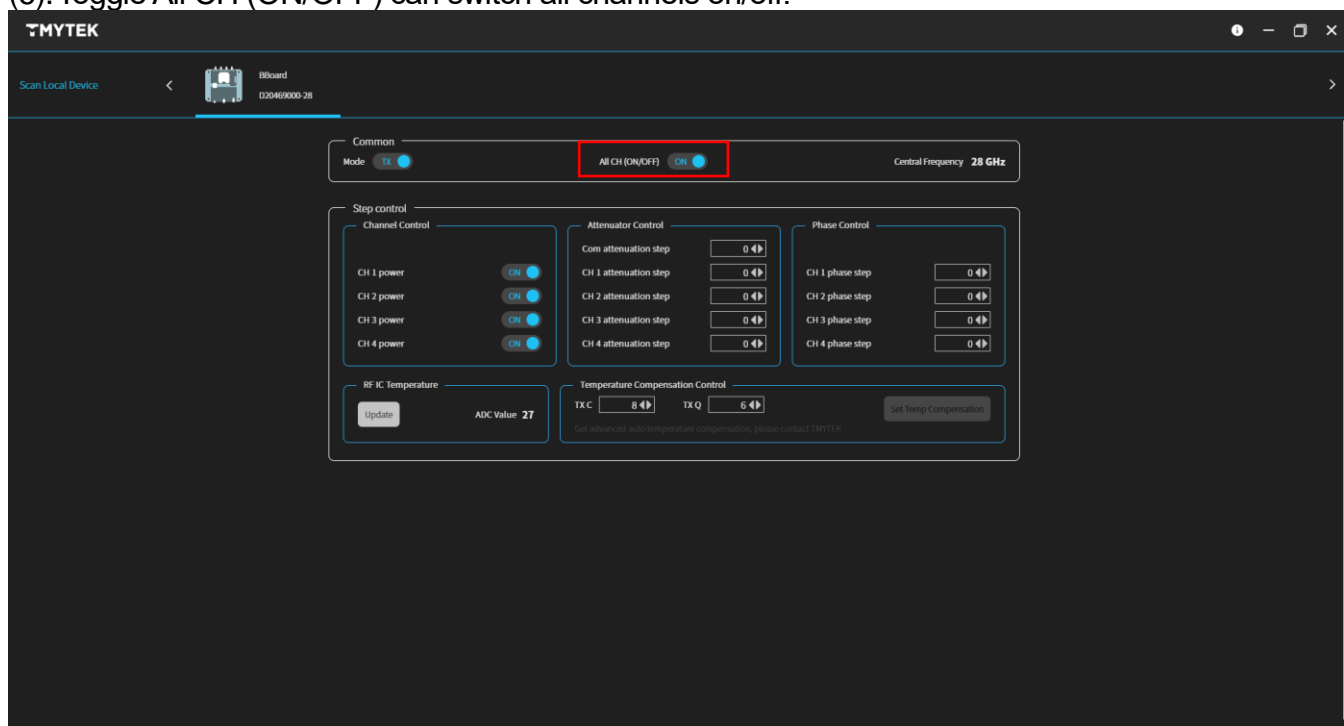 (3). Toggle All CH (ON/OFF) can switch all channels on/off.
TMYTEK
Scan Local Device
BBoard
D20469000-28
Common
Mode TX All CH (ON/OFF) ON Central Frequency 28 GHz
Step control
Channel Control Attenuator Control Phase Control
Com attenuation step 0
CH 1 power ON CH 1 attenuation step 0 CH 1 phase step 0
CH 2 power ON CH 2 attenuation step 0 CH 2 phase step 0
CH 3 power ON CH 3 attenuation step 0 CH 3 phase step 0
CH 4 power ON CH 4 attenuation step 0 CH 4 phase step 0
RF IC Temperature Temperature Compensation Control
Update ADC Value 27 TX C 8 TX Q 6 Set Temp Compensation
Get advanced auto temperature compensation, please contact TMYTEK